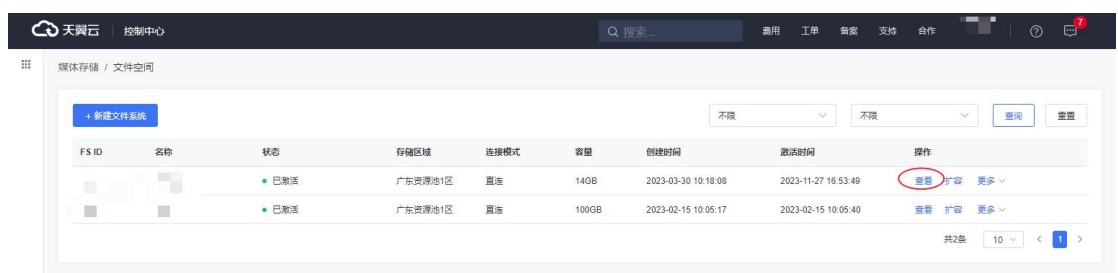 天翼云 控制中心 搜索... 费用 工单 备案 支持 合作 7
媒体存储 / 文件空间
+ 新建文件系统 不限 不限 查询 重置
FS ID 名称 状态 存储区域 连接模式 容量 创建时间 激活时间 操作
已激活 广东资源池1区 直连 14GB 2023-03-30 10:18:08 2023-11-27 16:53:49 查看 扩容 更多
已激活 广东资源池1区 直连 100GB 2023-02-15 10:05:17 2023-02-15 10:05:40 查看 扩容 更多
共2条 10 < 1 >